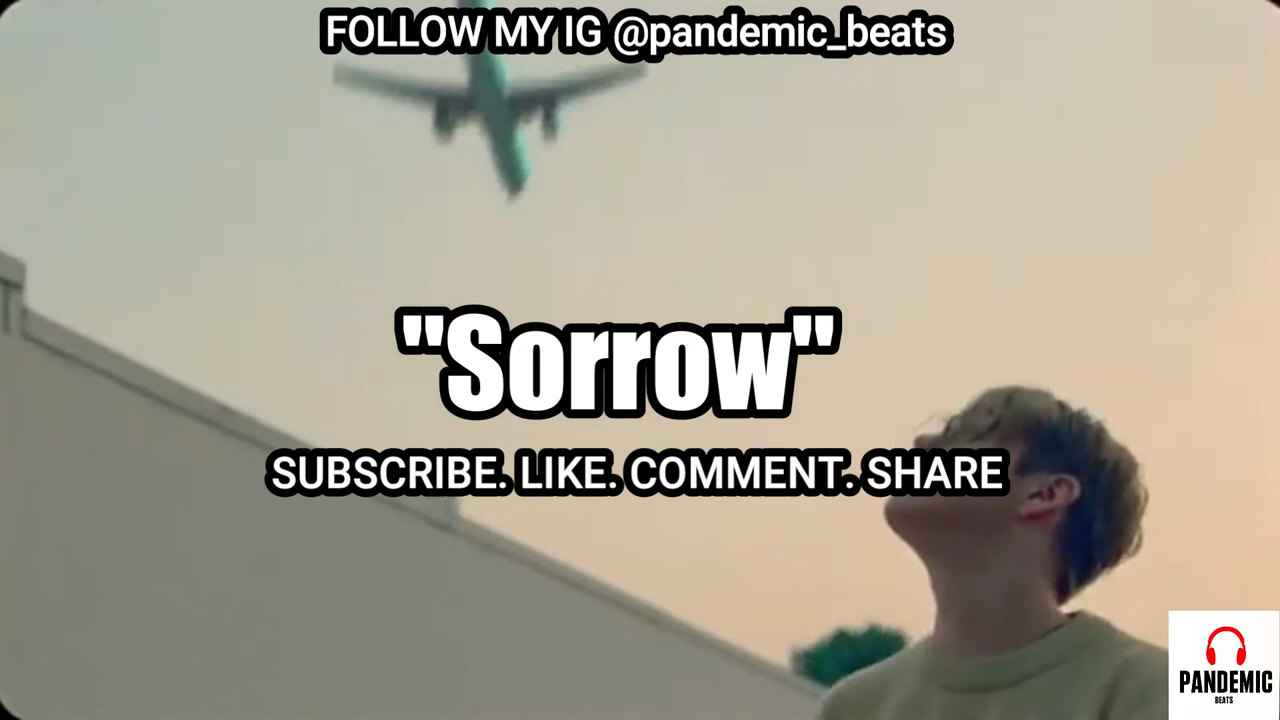 FOLLOW MY IG @pandemic_beats
"Sorrow"
SUBSCRIBE. LIKE. COMMENT. SHARE
PANDEMIC
BEATS